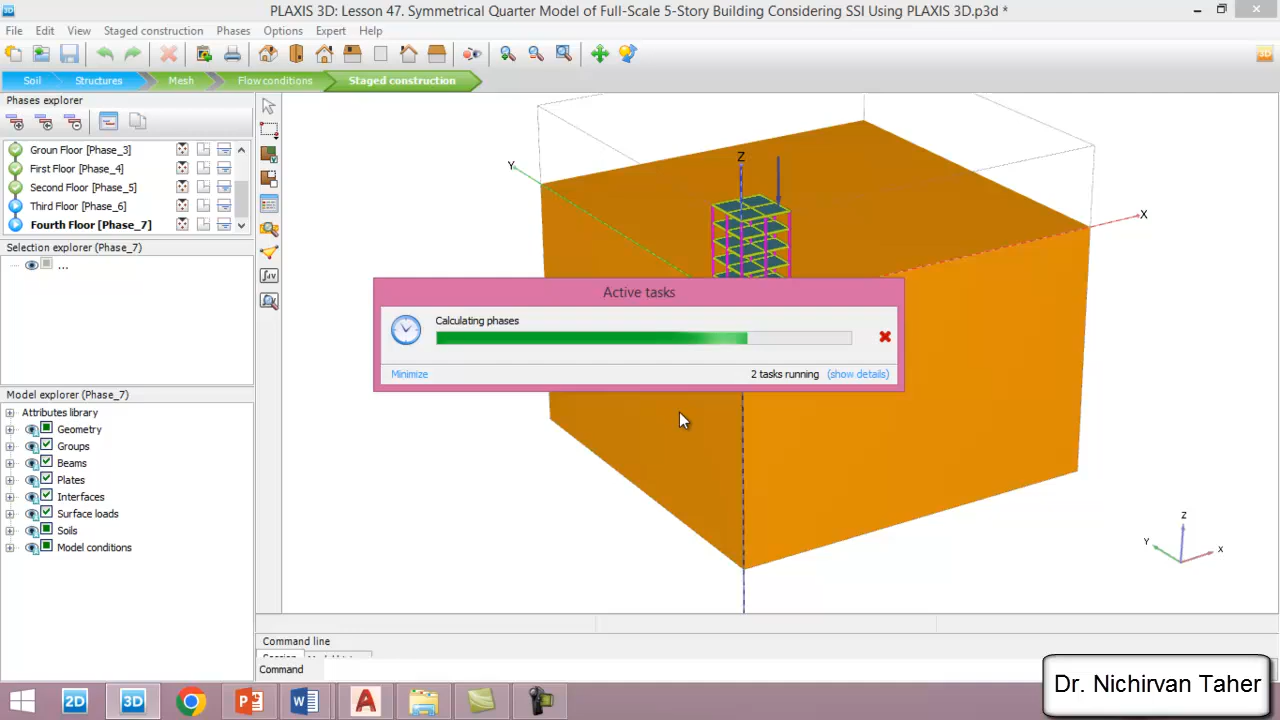 PLAXIS 3D: Lesson 47. Symmetrical Quarter Model of Full-Scale 5-Story Building Considering SSI Using PLAXIS 3D.p3d *
File Edit View Staged construction Phases Options Expert Help
Soil Structures Mesh Flow conditions Staged construction
Phases explorer
Groun Floor [Phase_3]
First Floor [Phase_4]
Second Floor [Phase_5]
Third Floor [Phase_6]
Fourth Floor [Phase_7]
Selection explorer (Phase_7)
...
Model explorer (Phase_7)
Attributes library
Geometry
Groups
Beams
Plates
Interfaces
Surface loads
Soils
Model conditions
Z
Y
X
Active tasks
Calculating phases
Minimize 2 tasks running (show details)
Z
Y
X
Command line
Session
Command
2D 3D
Dr. Nichirvan Taher